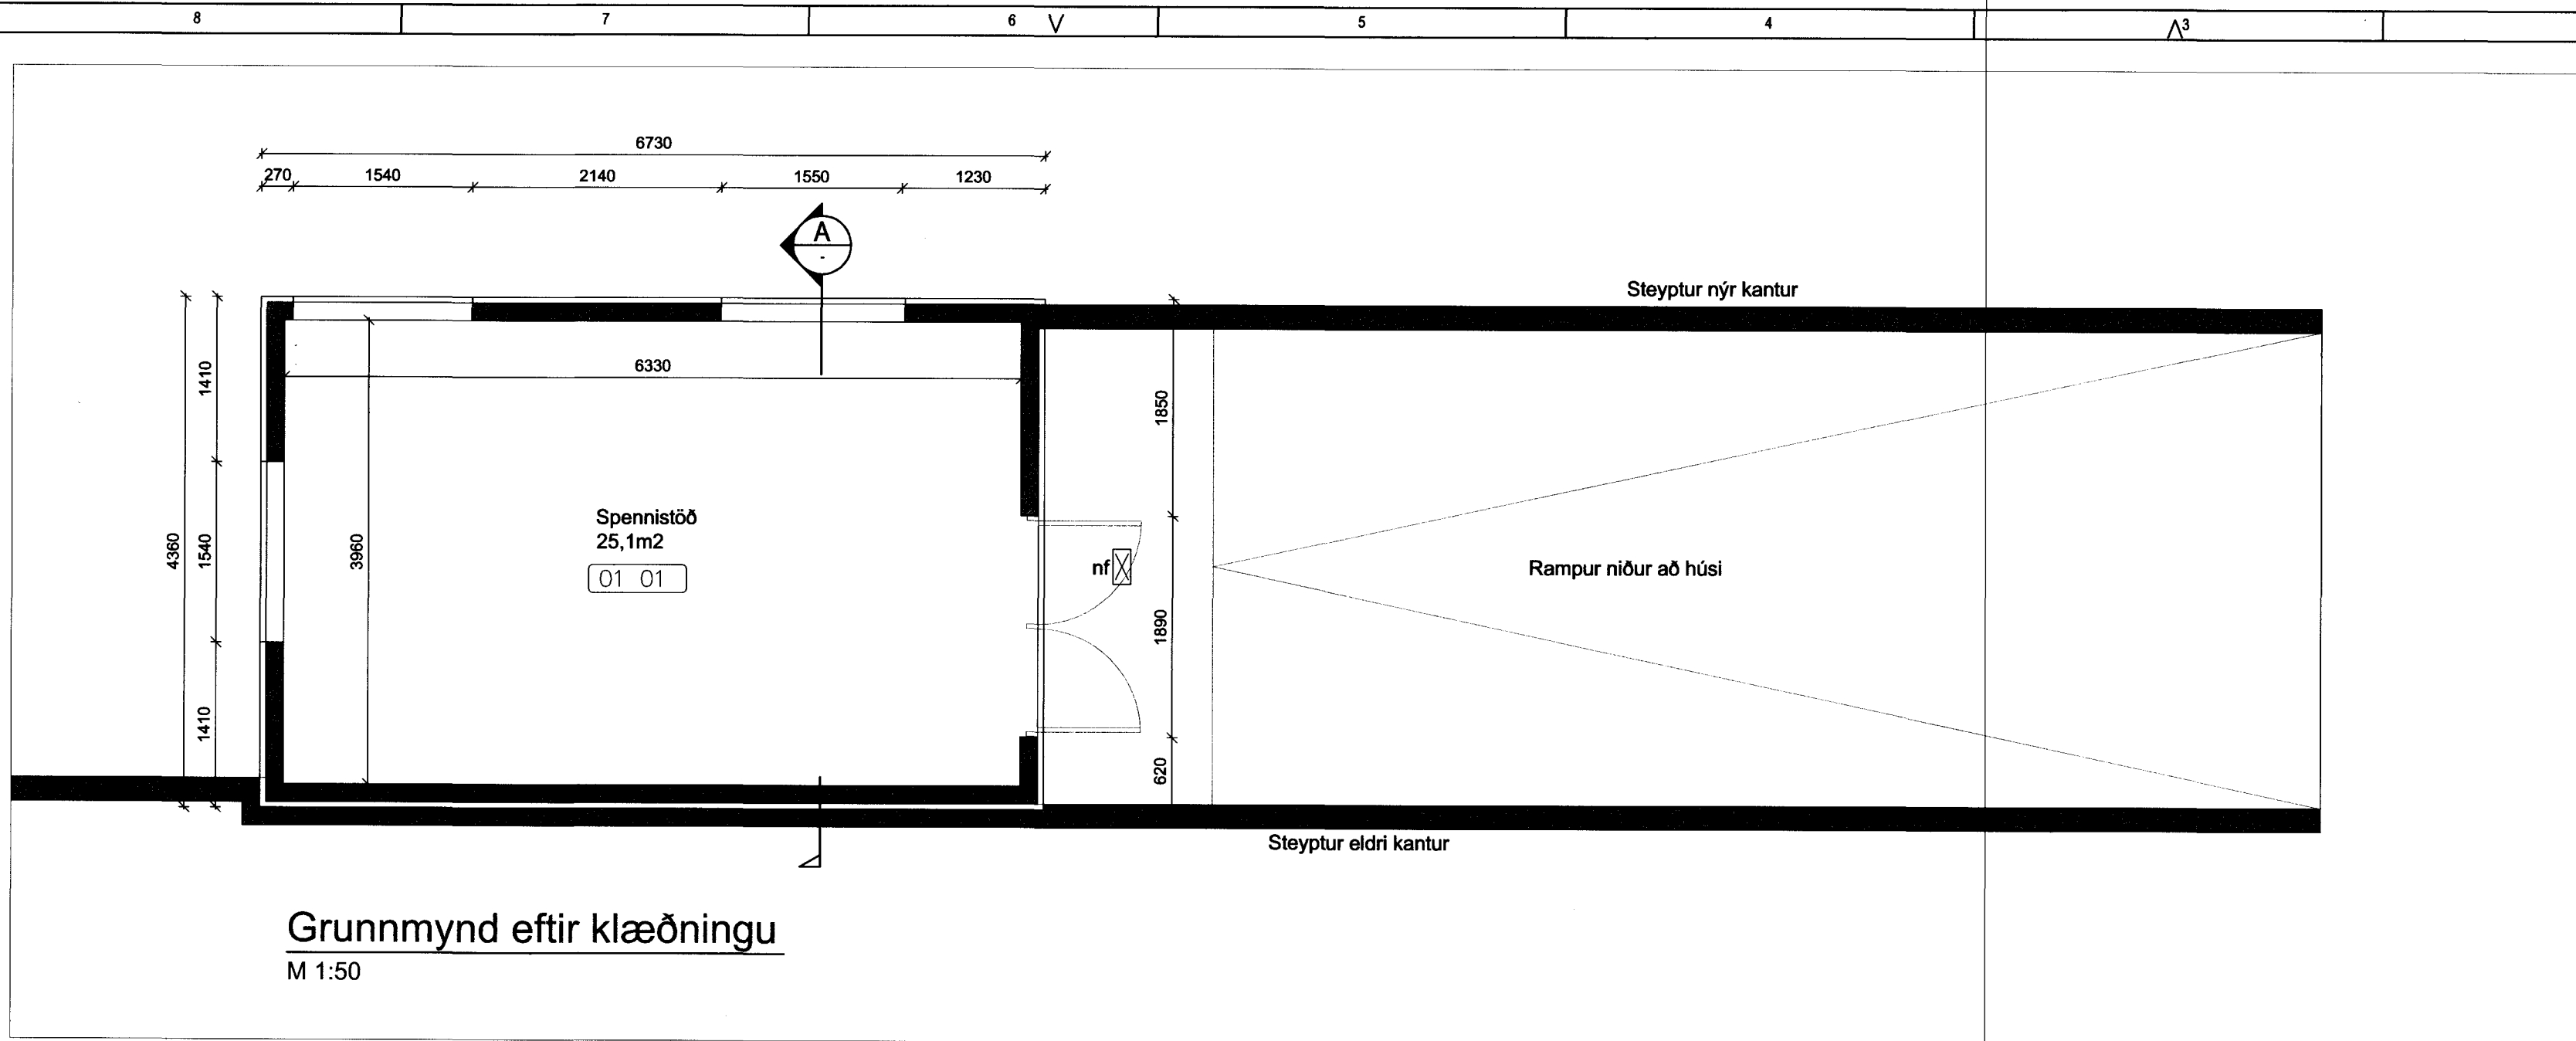 8 7 6 5 4 3
6730
270 1540 2140 1550 1230
A
-
Steyptur nýr kantur
6330
1410
1850
Spennistöð
25,1m2
01 01
4360
1540
3960
nf
Rampur niður að húsi
1890
1410
620
Steyptur eldri kantur
Grunnmynd eftir klæðningu
M 1:50